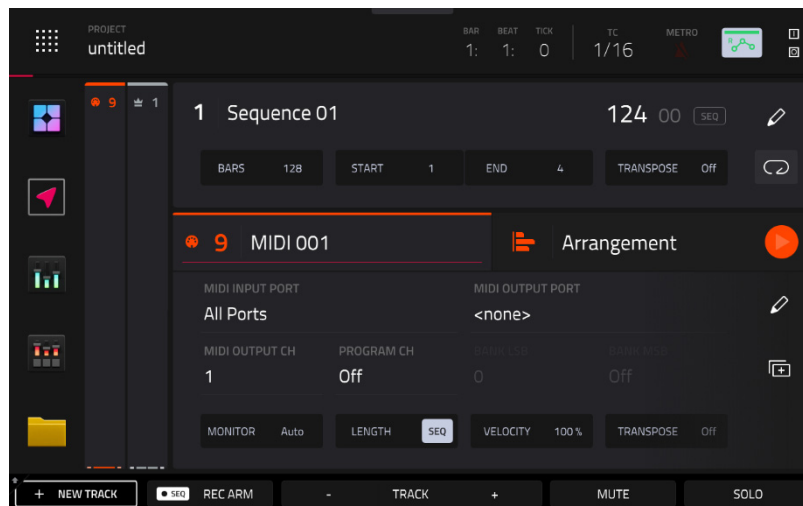 PROJECT
untitled
BAR BEAT TICK
1: 1: 0
TC
1/16
METRO
R
9 1
1 Sequence 01
124 00 SEQ
BARS 128 START 1 END 4 TRANSPOSE Off
9 MIDI 001
Arrangement
MIDI INPUT PORT MIDI OUTPUT PORT
All Ports <none>
MIDI OUTPUT CH PROGRAM CH BANK LSB BANK MSB
1 Off 0 Off
MONITOR Auto LENGTH SEQ VELOCITY 100 % TRANSPOSE Off
+ NEW TRACK SEQ REC ARM - TRACK + MUTE SOLO